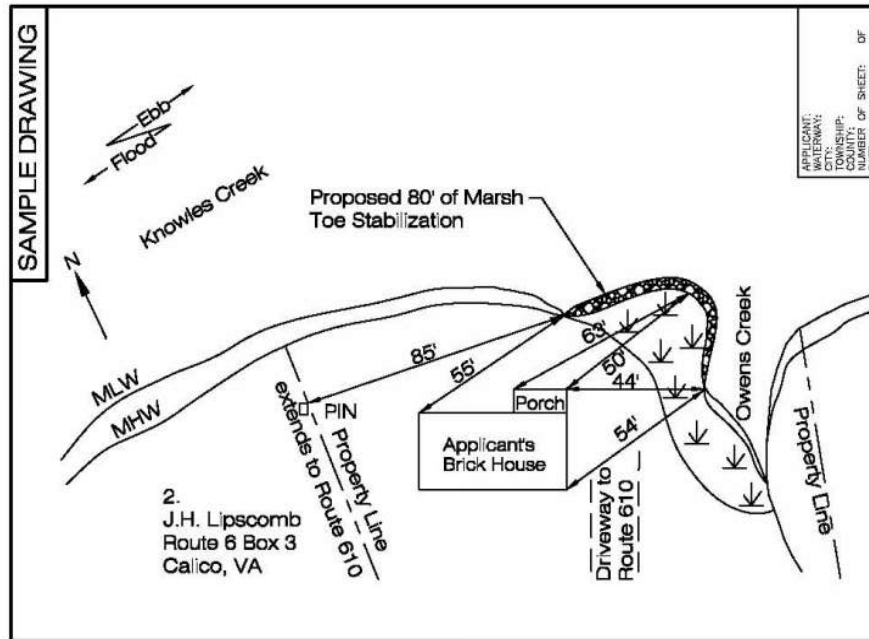 SAMPLE DRAWING
APPLICANT:
WATERWAY:
CITY:
TOWNSHIP:
COUNTY:
NUMBER OF SHEET: OF
Ebb
Flood
Knowles Creek
N
Proposed 80' of Marsh
Toe Stabilization
85'
55'
63'
50'
44'
54'
MLW
MHW
PIN
Property Line
extends to Route 610
Porch
Applicant's
Brick House
Driveway to
Route 610
Owens Creek
Property Line
2.
J.H. Lipscomb
Route 6 Box 3
Calico, VA